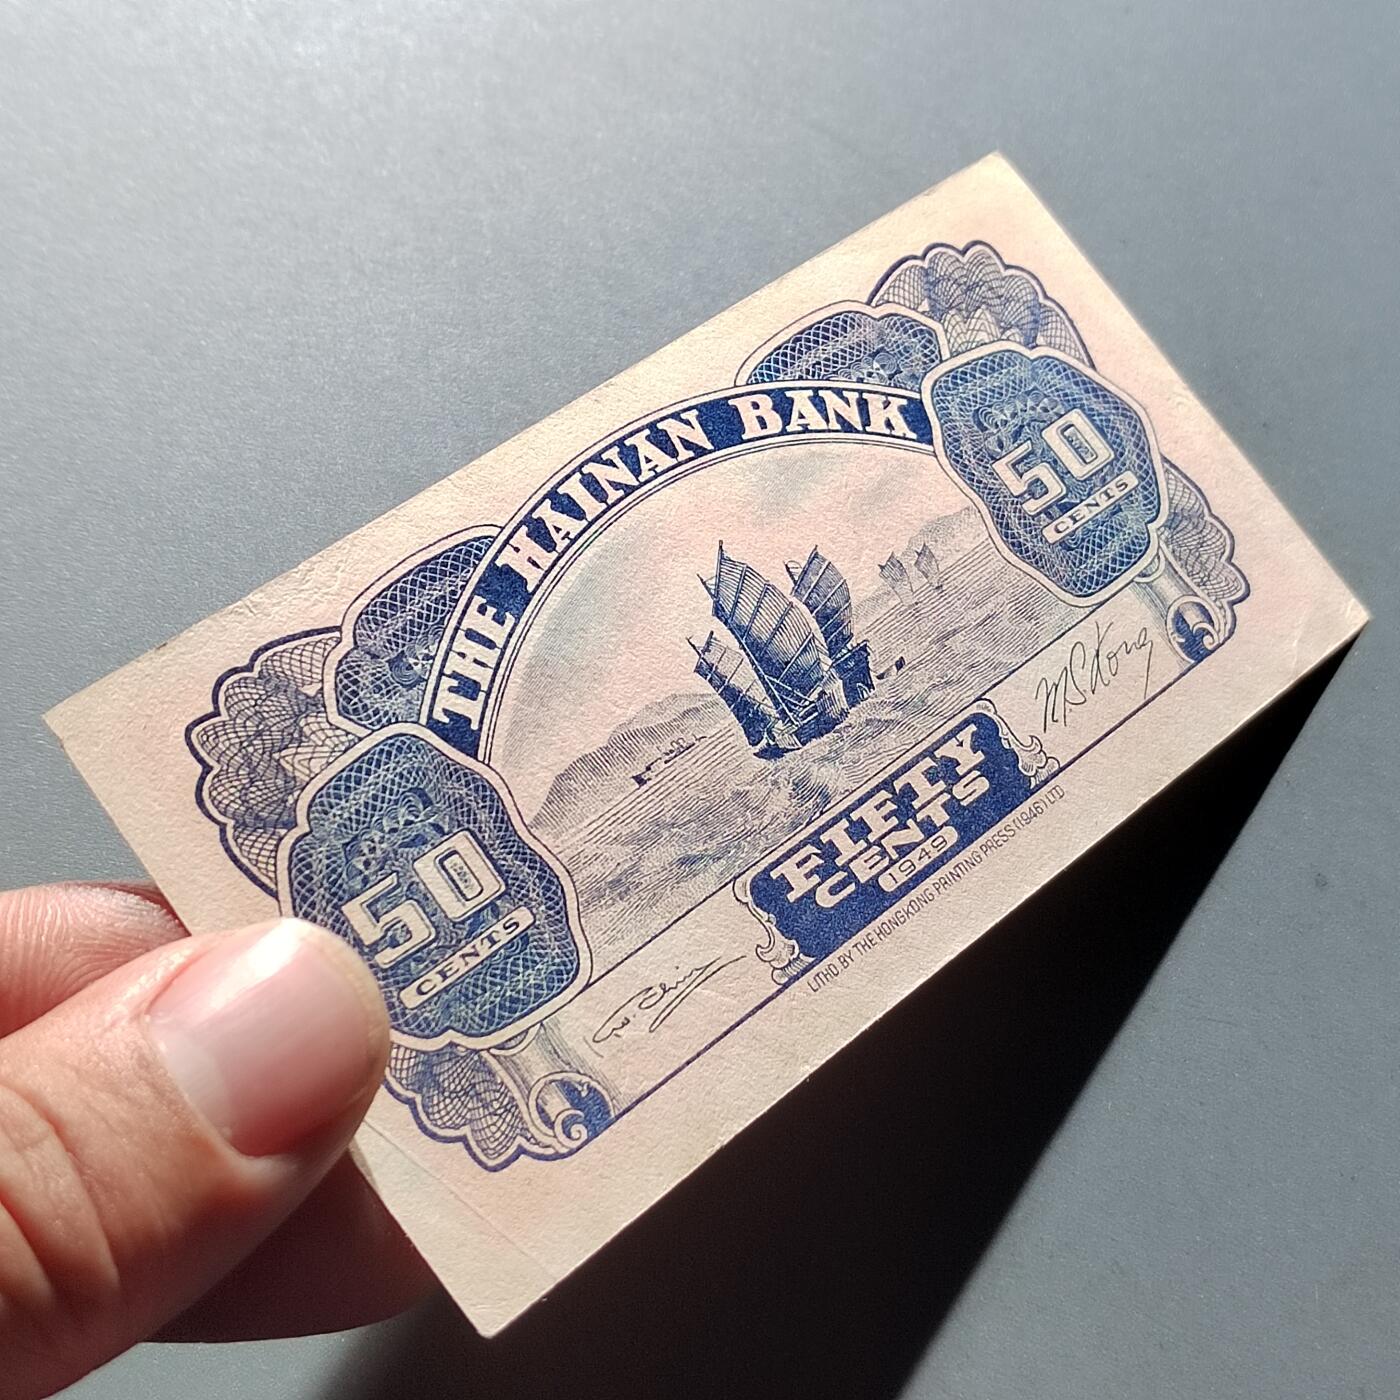 THE HAINAN BANK
50
CENTS
50
CENTS
FIFTY
CENTS
1949
LITHO. BY THE HONGKONG PRINTING PRESS (1946) LTD